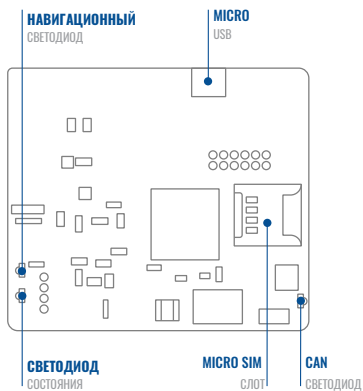 НАВИГАЦИОННЫЙ
СВЕТОДИОД
MICRO
USB
СВЕТОДИОД
СОСТОЯНИЯ
MICRO SIM
СЛОТ
CAN
СВЕТОДИОД